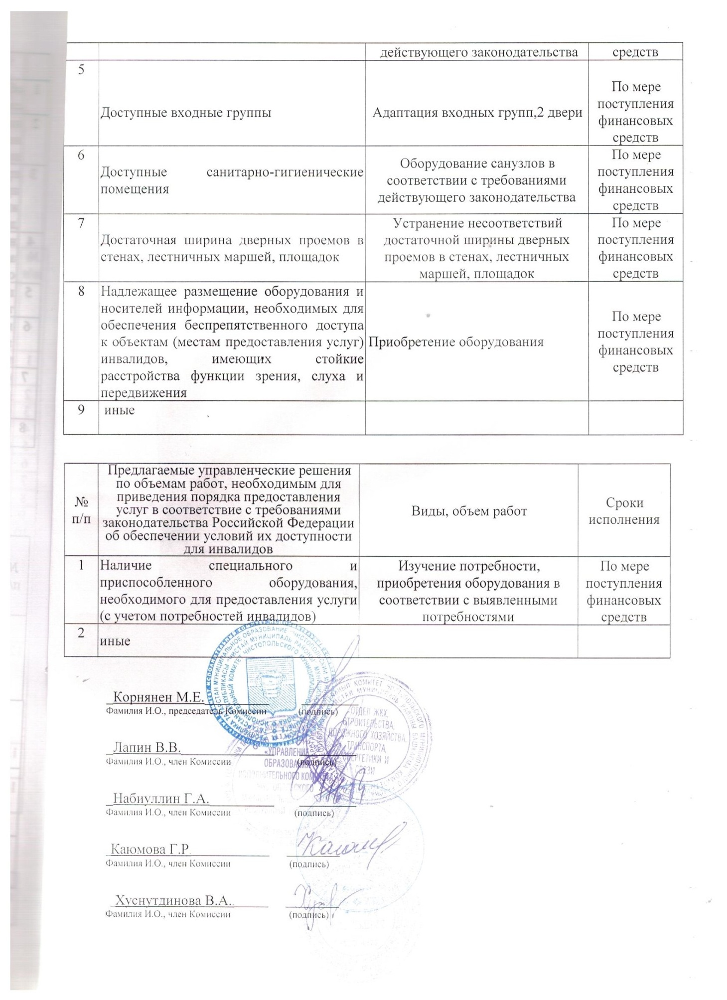 действующего законодательства средств
5
Доступные входные группы
Адаптация входных групп,2 двери
По мере
поступления
финансовых
средств
6
Доступные санитарно-гигиенические
помещения
Оборудование санузлов в
соответствии с требованиями
действующего законодательства
По мере
поступления
финансовых
средств
7
Достаточная ширина дверных проемов в
стенах, лестничных маршей, площадок
Устранение несоответствий
достаточной ширины дверных
проемов в стенах, лестничных
маршей, площадок
По мере
поступления
финансовых
средств
8
Надлежащее размещение оборудования и
носителей информации, необходимых для
обеспечения беспрепятственного доступа
к объектам (местам предоставления услуг)
инвалидов, имеющих стойкие
расстройства функции зрения, слуха и
передвижения
Приобретение оборудования
По мере
поступления
финансовых
средств
9
иные
№
п/п
Предлагаемые управленческие решения
по объемам работ, необходимым для
приведения порядка предоставления
услуг в соответствие с требованиями
законодательства Российской Федерации
об обеспечении условий их доступности
для инвалидов
Виды, объем работ
Сроки
исполнения
1
Наличие специального и
приспособленного оборудования,
необходимого для предоставления услуги
(с учетом потребностей инвалидов)
Изучение потребности,
приобретения оборудования в
соответствии с выявленными
потребностями
По мере
поступления
финансовых
средств
2
иные
Корнянен М.Е.
Фамилия И.О., председатель Комиссии (подпись)
Лапин В.В.
Фамилия И.О., член Комиссии (подпись)
Набиуллин Г.А.
Фамилия И.О., член Комиссии (подпись)
Каюмова Г.Р.
Фамилия И.О., член Комиссии (подпись)
Хуснутдинова В.А.
Фамилия И.О., член Комиссии (подпись)
ОТДЕЛ ЖКХ,
СТРОИТЕЛЬСТВА,
ДОРОЖНОГО ХОЗЯЙСТВА,
ТРАНСПОРТА,
ЭНЕРГЕТИКИ И
СВЯЗИ
«УПРАВЛЕНИЕ
ОБРАЗОВАНИЯ
ИСПОЛНИТЕЛЬНОГО КОМИТЕТА